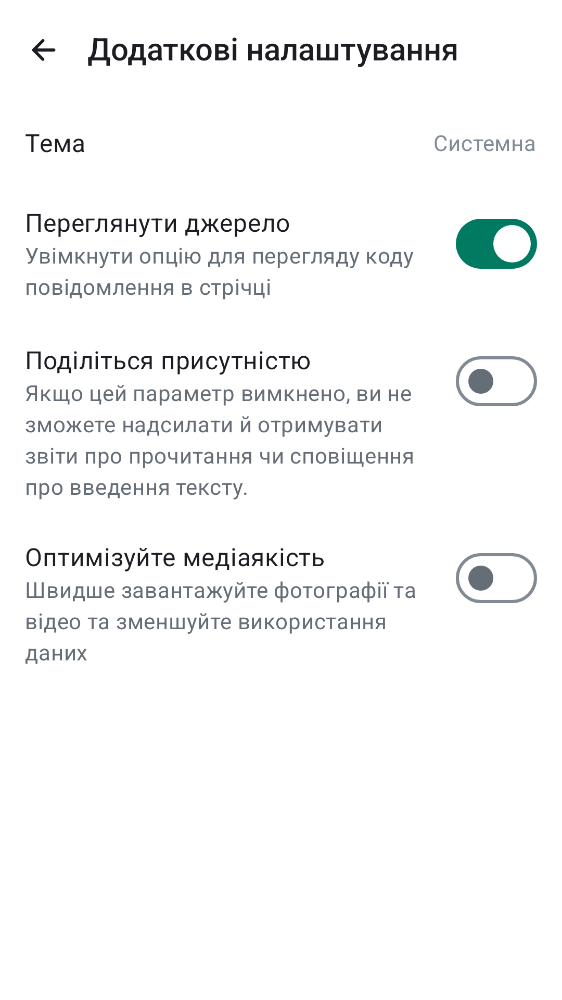 Додаткові налаштування
Тема
Системна
Переглянути джерело
Увімкнути опцію для перегляду коду
повідомлення в стрічці
Поділіться присутністю
Якщо цей параметр вимкнено, ви не
зможете надсилати й отримувати
звіти про прочитання чи сповіщення
про введення тексту.
Оптимізуйте медіаякість
Швидше завантажуйте фотографії та
відео та зменшуйте використання
даних